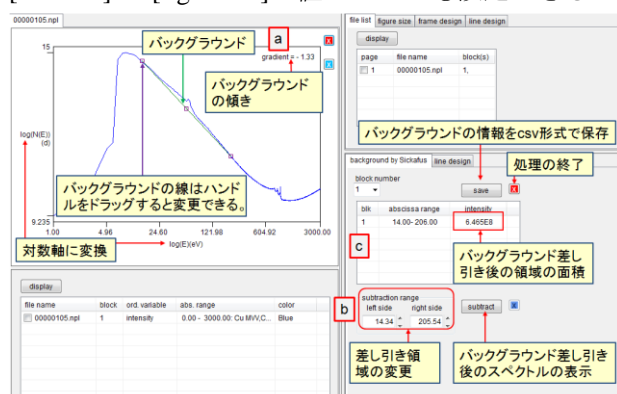 00000105.npl
15
log(N(E))
(d)
9.235
1.00
4.96
24.60
121.98
604.92
3000.00
log(E)(eV)
gradient = - 1.33
a
バックグラウンド
バックグラウンド
の傾き
バックグラウンドの線はハンド
ルをドラッグすると変更できる。
対数軸に変換
display
file name block ord. variable abs. range color
00000105.npl 1 intensity 0.00 - 3000.00: Cu MVV,C... Blue
file list figure size frame design line design
display
page file name block(s)
1 00000105.npl 1,
バックグラウンドの情報をcsv形式で保存
background by Sickafus line design
処理の終了
block number
1
save
blk abscissa range intensity
1 14.00- 206.00 6.465E8
c
バックグラウンド差し
引き後の領域の面積
b
subtraction range
left side right side
14.34 205.54
subtract
差し引き領
域の変更
バックグラウンド差し引き
後のスペクトルの表示